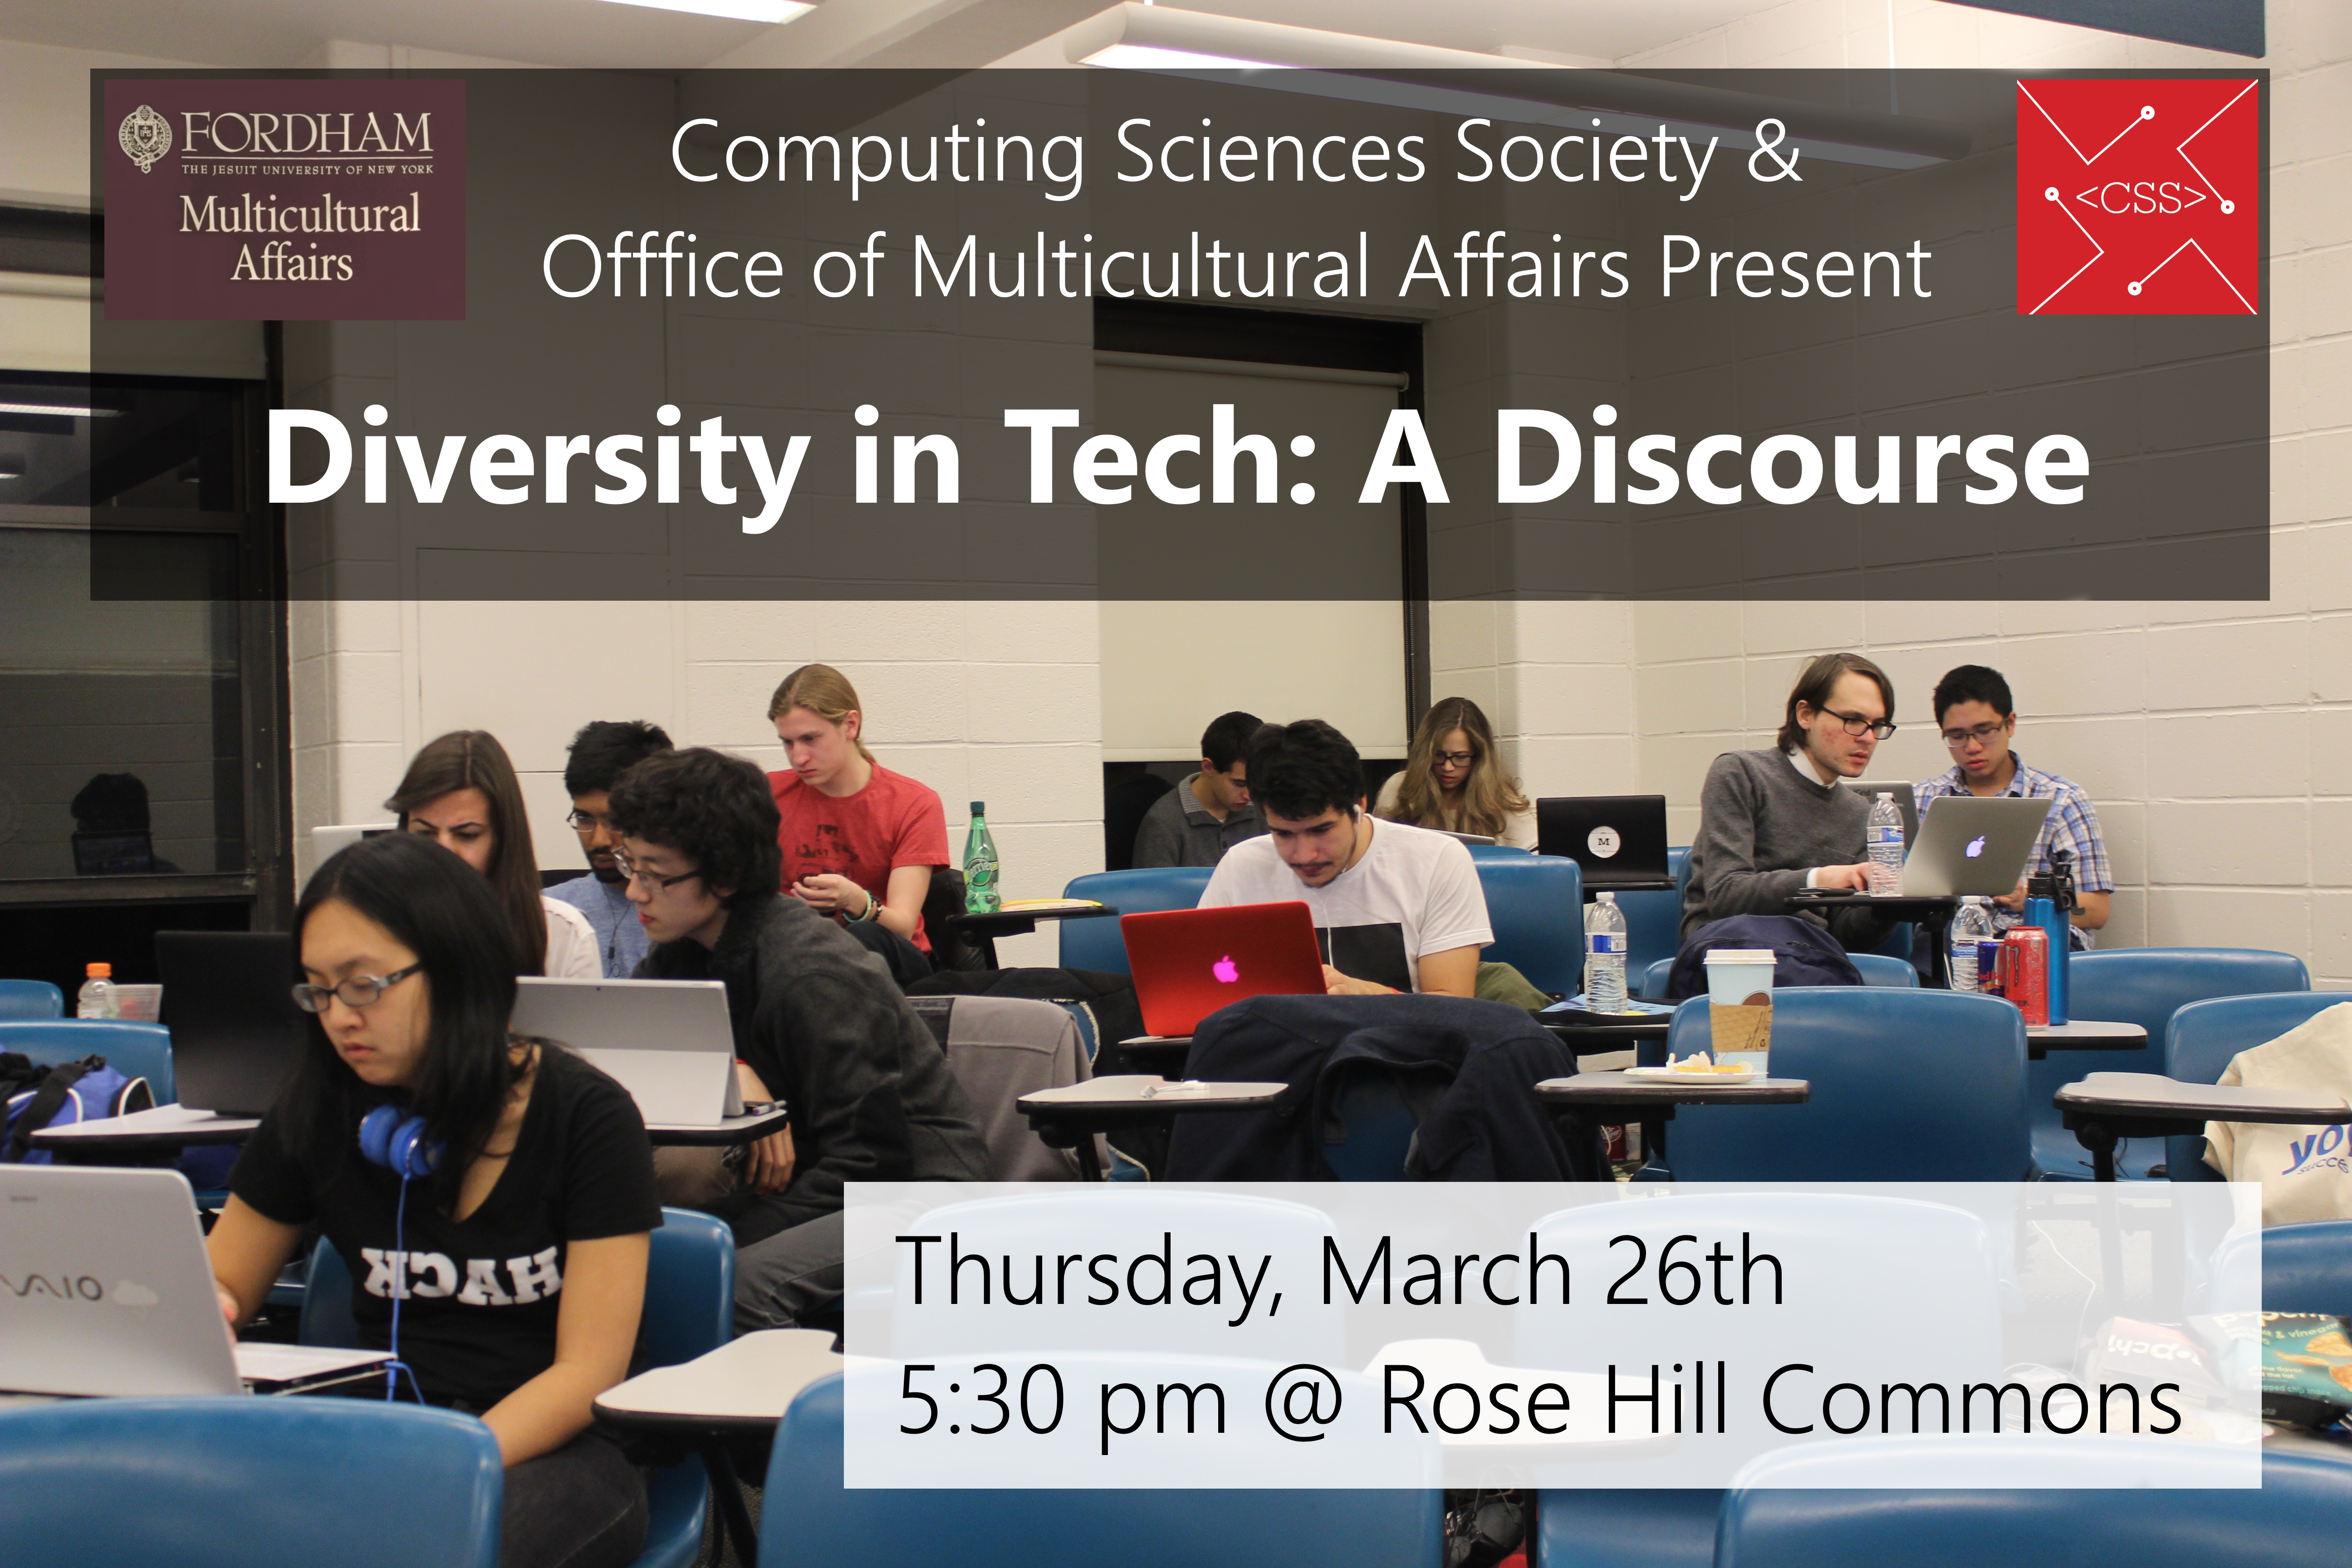 FORDHAM
THE JESUIT UNIVERSITY OF NEW YORK
Multicultural
Affairs
Computing Sciences Society &
Offfice of Multicultural Affairs Present
<CSS>
Diversity in Tech: A Discourse
M
HACK
VAIO
Thursday, March 26th
5:30 pm @ Rose Hill Commons